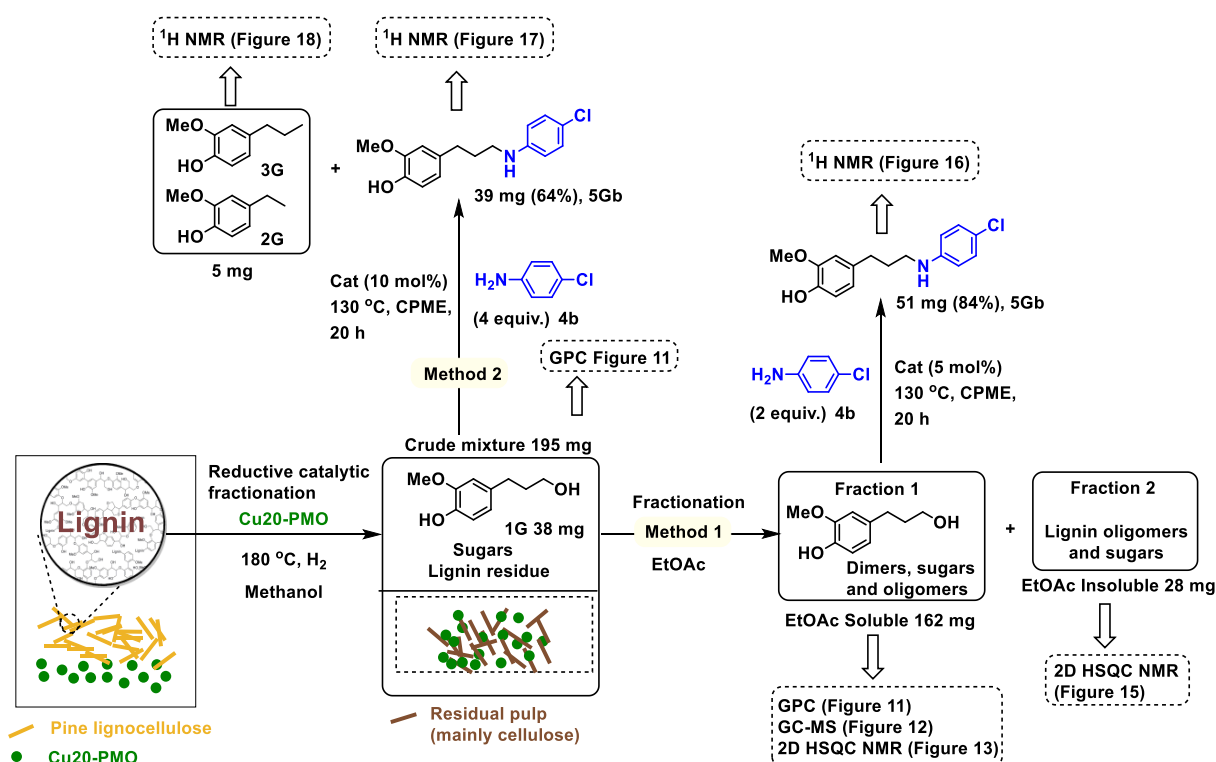 ¹H NMR (Figure 18)
¹H NMR (Figure 17)
MeO
HO
3G
MeO
HO
2G
5 mg
+
MeO
HO
N
H
Cl
39 mg (64%), 5Gb
Cat (10 mol%)
130 °C, CPME,
20 h
H₂N
Cl
(4 equiv.) 4b
Method 2
GPC Figure 11
¹H NMR (Figure 16)
MeO
HO
N
H
Cl
51 mg (84%), 5Gb
H₂N
Cl
(2 equiv.) 4b
Cat (5 mol%)
130 °C, CPME,
20 h
Lignin
Reductive catalytic
fractionation
Cu20-PMO
180 °C, H₂
Methanol
Crude mixture 195 mg
MeO
HO
OH
1G 38 mg
Sugars
Lignin residue
Fractionation
Method 1
EtOAc
Fraction 1
MeO
HO
OH
Dimers, sugars
and oligomers
EtOAc Soluble 162 mg
+
Fraction 2
Lignin oligomers
and sugars
EtOAc Insoluble 28 mg
GPC (Figure 11)
GC-MS (Figure 12)
2D HSQC NMR (Figure 13)
2D HSQC NMR
(Figure 15)
Pine lignocellulose
Cu20-PMO
Residual pulp
(mainly cellulose)